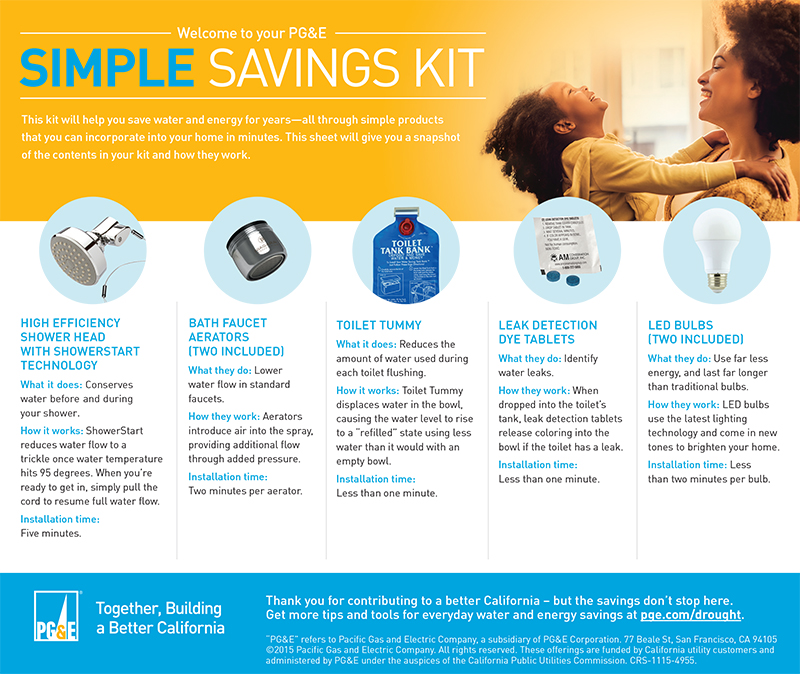 Welcome to your PG&E
SIMPLE SAVINGS KIT
This kit will help you save water and energy for years—all through simple products
that you can incorporate into your home in minutes. This sheet will give you a snapshot
of the contents in your kit and how they work.
TOILET
TANK BANK
WATER & MONEY
LEAK DETECTOR DYE TABLETS
AM CONSERVATION
GROUP, INC.
HIGH EFFICIENCY
SHOWER HEAD
WITH SHOWERSTART
TECHNOLOGY
What it does: Conserves
water before and during
your shower.
How it works: ShowerStart
reduces water flow to a
trickle once water temperature
hits 95 degrees. When you're
ready to get in, simply pull the
cord to resume full water flow.
Installation time:
Five minutes.
BATH FAUCET
AERATORS
(TWO INCLUDED)
What they do: Lower
water flow in standard
faucets.
How they work: Aerators
introduce air into the spray,
providing additional flow
through added pressure.
Installation time:
Two minutes per aerator.
TOILET TUMMY
What it does: Reduces the
amount of water used during
each toilet flushing.
How it works: Toilet Tummy
displaces water in the bowl,
causing the water level to rise
to a "refilled" state using less
water than it would with an
empty bowl.
Installation time:
Less than one minute.
LEAK DETECTION
DYE TABLETS
What they do: Identify
water leaks.
How they work: When
dropped into the toilet's
tank, leak detection tablets
release coloring into the
bowl if the toilet has a leak.
Installation time:
Less than one minute.
LED BULBS
(TWO INCLUDED)
What they do: Use far less
energy, and last far longer
than traditional bulbs.
How they work: LED bulbs
use the latest lighting
technology and come in new
tones to brighten your home.
Installation time: Less
than two minutes per bulb.
PG&E
®
Together, Building
a Better California
Thank you for contributing to a better California – but the savings don't stop here.
Get more tips and tools for everyday water and energy savings at pge.com/drought.
"PG&E" refers to Pacific Gas and Electric Company, a subsidiary of PG&E Corporation. 77 Beale St, San Francisco, CA 94105
©2015 Pacific Gas and Electric Company. All rights reserved. These offerings are funded by California utility customers and
administered by PG&E under the auspices of the California Public Utilities Commission. CRS-1115-4955.